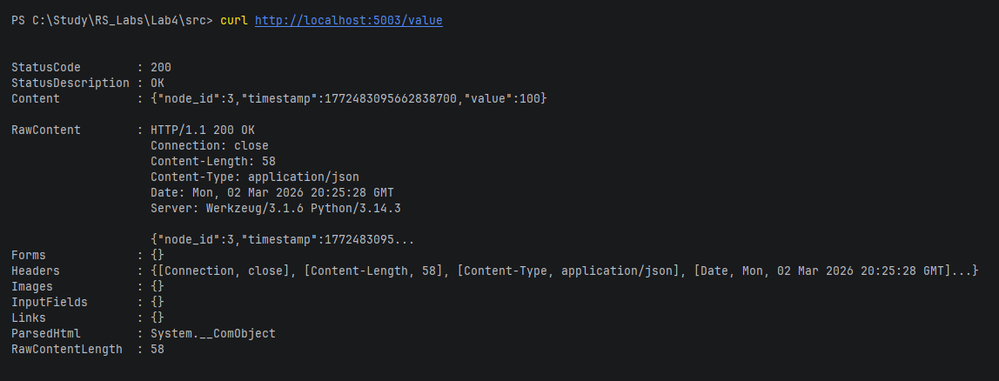 PS C:\Study\RS_Labs\Lab4\src> curl http://localhost:5003/value
StatusCode        : 200
StatusDescription : OK
Content           : {"node_id":3,"timestamp":1772483095662838700,"value":100}
RawContent        : HTTP/1.1 200 OK
                    Connection: close
                    Content-Length: 58
                    Content-Type: application/json
                    Date: Mon, 02 Mar 2026 20:25:28 GMT
                    Server: Werkzeug/3.1.6 Python/3.14.3
                    {"node_id":3,"timestamp":1772483095...
Forms             : {}
Headers           : {[Connection, close], [Content-Length, 58], [Content-Type, application/json], [Date, Mon, 02 Mar 2026 20:25:28 GMT]...}
Images            : {}
InputFields       : {}
Links             : {}
ParsedHtml        : System.__ComObject
RawContentLength  : 58